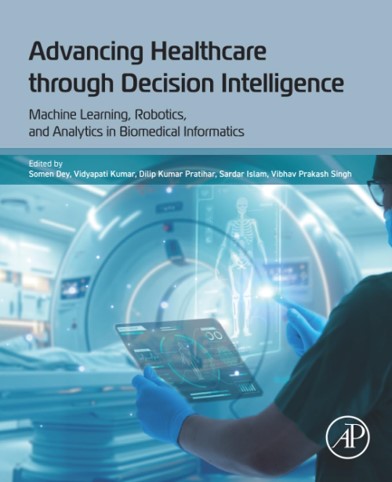 Advancing Healthcare
through Decision Intelligence
Machine Learning, Robotics,
and Analytics in Biomedical Informatics
Edited by
Somen Dey, Vidyapati Kumar, Dilip Kumar Pratihar, Sardar Islam, Vibhav Prakash Singh
AP